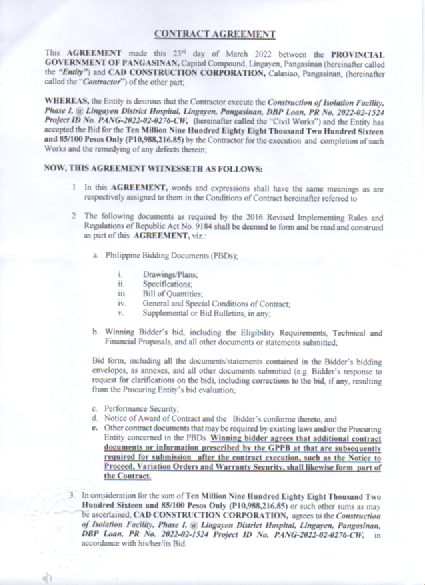 CONTRACT AGREEMENT
This AGREEMENT made this 23rd day of March 2022 between the PROVINCIAL
GOVERNMENT OF PANGASINAN, Capitol Compound, Lingayen, Pangasinan (hereinafter called
the "Entity") and CAD CONSTRUCTION CORPORATION, Calasiao, Pangasinan, (hereinafter
called the "Contractor") of the other part;
WHEREAS, the Entity is desirous that the Contractor execute the Construction of Isolation Facility,
Phase I. @ Lingayen District Hospital, Lingayen, Pangasinan, DBP Loan, PR No. 2022-02-1524
Project ID No. PANG-2022-02-0276-CW, (hereinafter called the "Civil Works") and the Entity has
accepted the Bid for the Ten Million Nine Hundred Eighty Eight Thousand Two Hundred Sixteen
and 85/100 Pesos Only (P10,988,216.85) by the Contractor for the execution and completion of such
Works and the remedying of any defects therein;
NOW, THIS AGREEMENT WITNESSETH AS FOLLOWS:
1 In this AGREEMENT, words and expressions shall have the same meanings as are
respectively assigned to them in the Conditions of Contract hereinafter referred to
2 The following documents as required by the 2016 Revised Implementing Rules and
Regulations of Republic Act No. 9184 shall be deemed to form and be read and construed
as part of this AGREEMENT, viz.:
a. Philippine Bidding Documents (PBDs);
i. Drawings/Plans;
ii. Specifications;
iii. Bill of Quantities;
iv. General and Special Conditions of Contract;
v. Supplemental or Bid Bulletins, in any;
b. Winning Bidder's bid, including the Eligibility Requirements, Technical and
Financial Proposals, and all other documents or statements submitted;
Bid form, including all the documents/statements contained in the Bidder's bidding
envelopes, as annexes, and all other documents submitted (e.g. Bidder's response to
request for clarifications on the bid), including corrections to the bid, if any, resulting
from the Procuring Entity's bid evaluation;
c. Performance Security;
d. Notice of Award of Contract and the Bidder's conforme thereto, and
e. Other contract documents that may be required by existing laws and/or the Procuring
Entity concerned in the PBDs. Winning bidder agrees that additional contract
documents or information prescribed by the GPPB at that are subsequently
required for submission after the contract execution, such as the Notice to
Proceed, Variation Orders and Warranty Security, shall likewise form part of
the Contract.
3 In consideration for the sum of Ten Million Nine Hundred Eighty Eight Thousand Two
Hundred Sixteen and 85/100 Pesos Only (P10,988,216.85) or such other sums as may
be ascertained, CAD CONSTRUCTION CORPORATION, agrees to the Construction
of Isolation Facility, Phase I. @ Lingayen District Hospital, Lingayen, Pangasinan,
DBP Loan, PR No. 2022-02-1524 Project ID No. PANG-2022-02-0276-CW, in
accordance with his/her/its Bid.